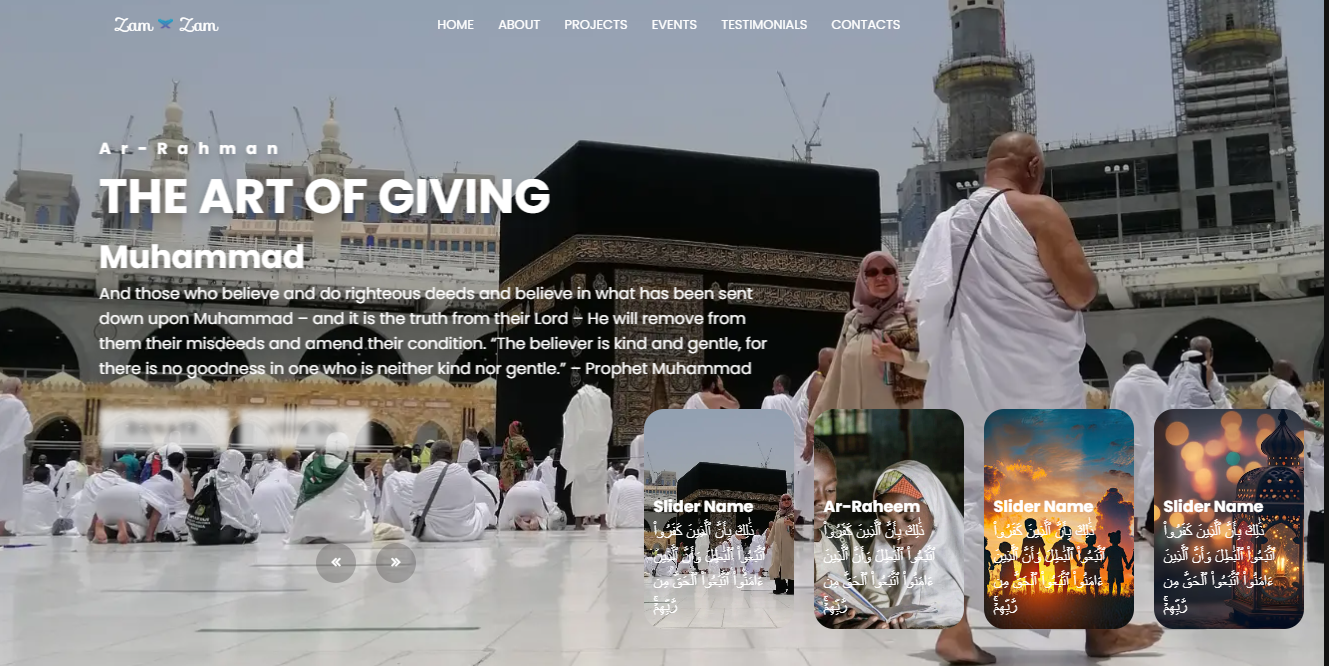 Zam Zam
HOME ABOUT PROJECTS EVENTS TESTIMONIALS CONTACTS
Ar-Rahman
THE ART OF GIVING
Muhammad
And those who believe and do righteous deeds and believe in what has been sent
down upon Muhammad – and it is the truth from their Lord – He will remove from
them their misdeeds and amend their condition. “The believer is kind and gentle, for
there is no goodness in one who is neither kind nor gentle.” – Prophet Muhammad
« »
Slider Name
ذَٰلِكَ بِأَنَّ ٱلَّذِينَ كَفَرُوا۟
ٱتَّبَعُوا۟ ٱلْبَٰطِلَ وَأَنَّ ٱلَّذِينَ
ءَامَنُوا۟ ٱتَّبَعُوا۟ ٱلْحَقَّ مِن
رَّبِّهِمْ ۚ
Ar-Raheem
ذَٰلِكَ بِأَنَّ ٱلَّذِينَ كَفَرُوا۟
ٱتَّبَعُوا۟ ٱلْبَٰطِلَ وَأَنَّ ٱلَّذِينَ
ءَامَنُوا۟ ٱتَّبَعُوا۟ ٱلْحَقَّ مِن
رَّبِّهِمْ ۚ
Slider Name
ذَٰلِكَ بِأَنَّ ٱلَّذِينَ كَفَرُوا۟
ٱتَّبَعُوا۟ ٱلْبَٰطِلَ وَأَنَّ ٱلَّذِينَ
ءَامَنُوا۟ ٱتَّبَعُوا۟ ٱلْحَقَّ مِن
رَّبِّهِمْ ۚ
Slider Name
ذَٰلِكَ بِأَنَّ ٱلَّذِينَ كَفَرُوا۟
ٱتَّبَعُوا۟ ٱلْبَٰطِلَ وَأَنَّ ٱلَّذِينَ
ءَامَنُوا۟ ٱتَّبَعُوا۟ ٱلْحَقَّ مِن
رَّبِّهِمْ ۚ